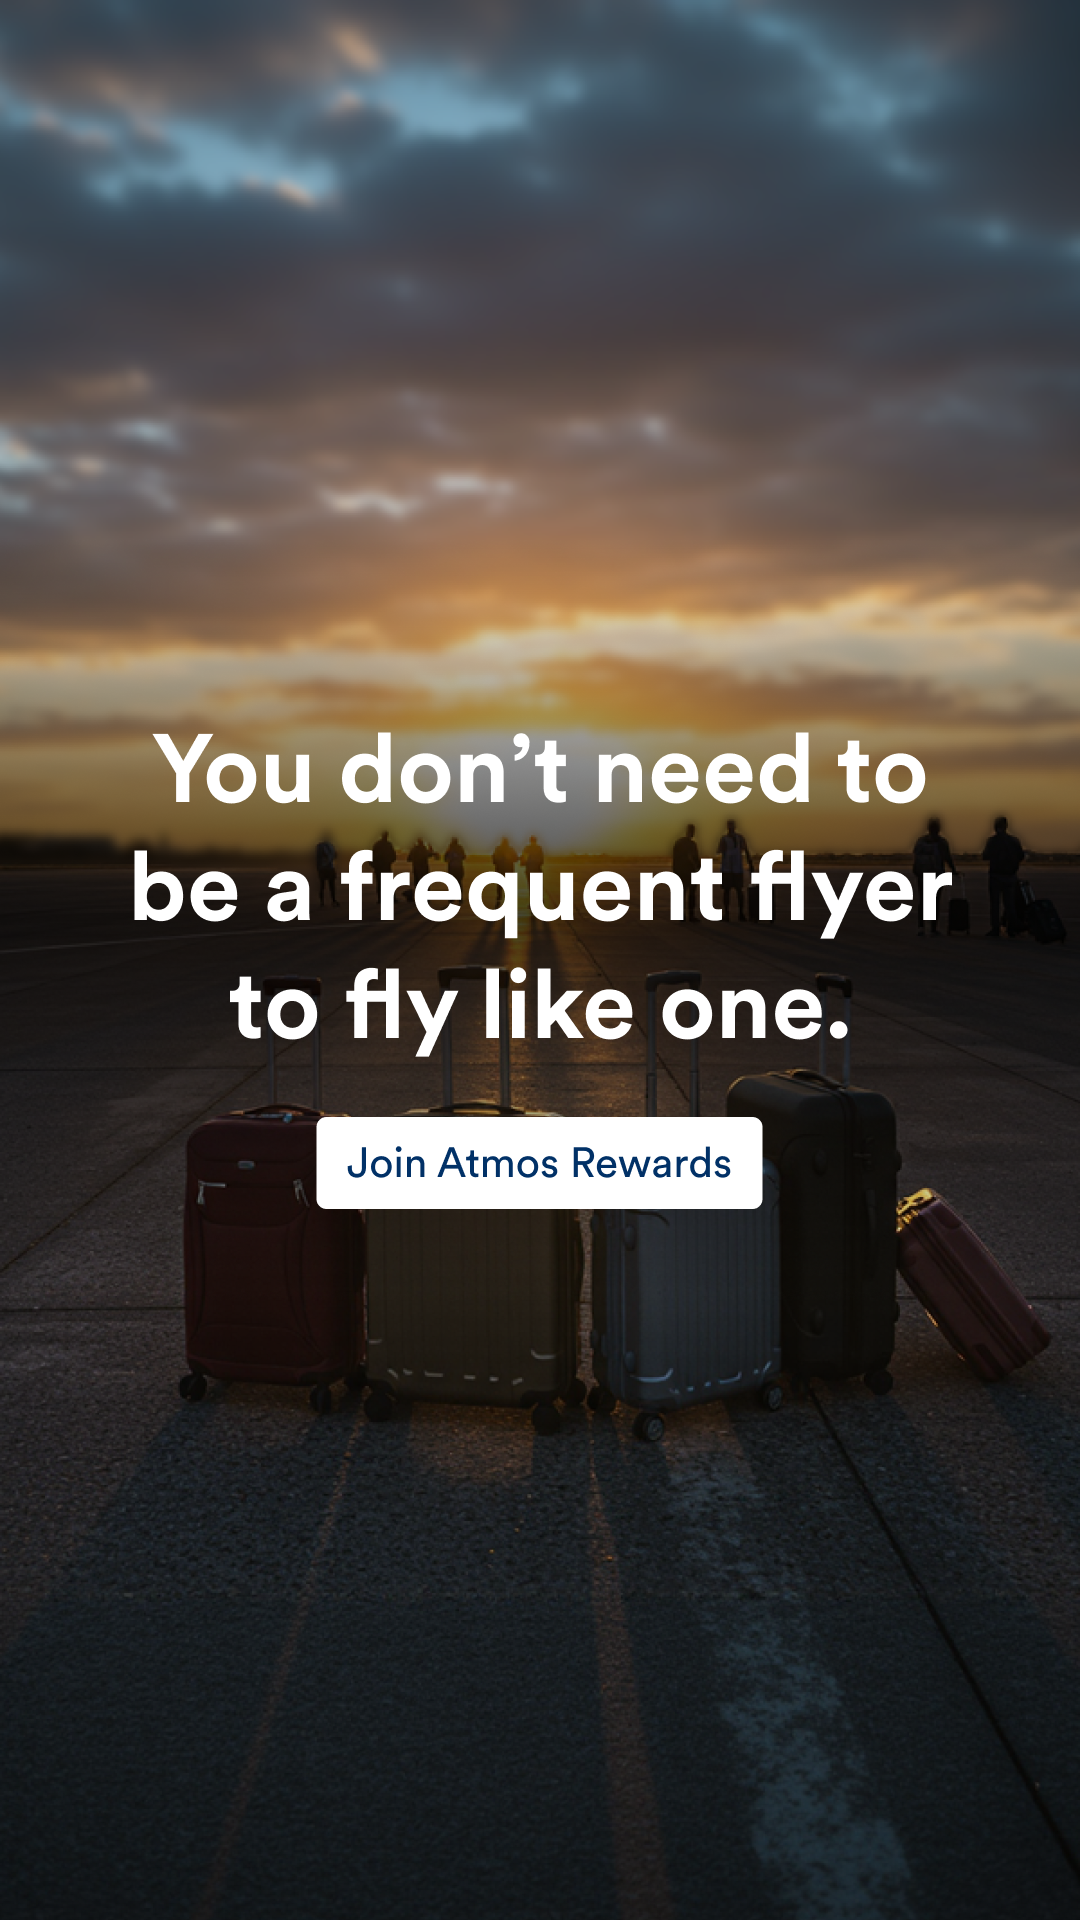 You don’t need to
be a frequent flyer
to fly like one.
Join Atmos Rewards